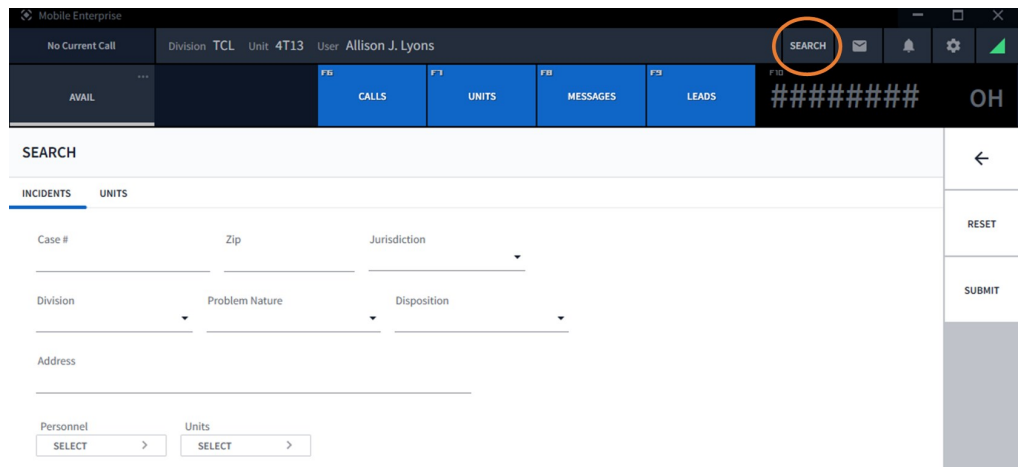 Mobile Enterprise
No Current Call Division TCL Unit 4T13 User Allison J. Lyons SEARCH
F6 F7 F8 F9 F10
AVAIL CALLS UNITS MESSAGES LEADS ######## OH
SEARCH
INCIDENTS UNITS
RESET
Case # Zip Jurisdiction
SUBMIT
Division Problem Nature Disposition
Address
Personnel Units
SELECT SELECT